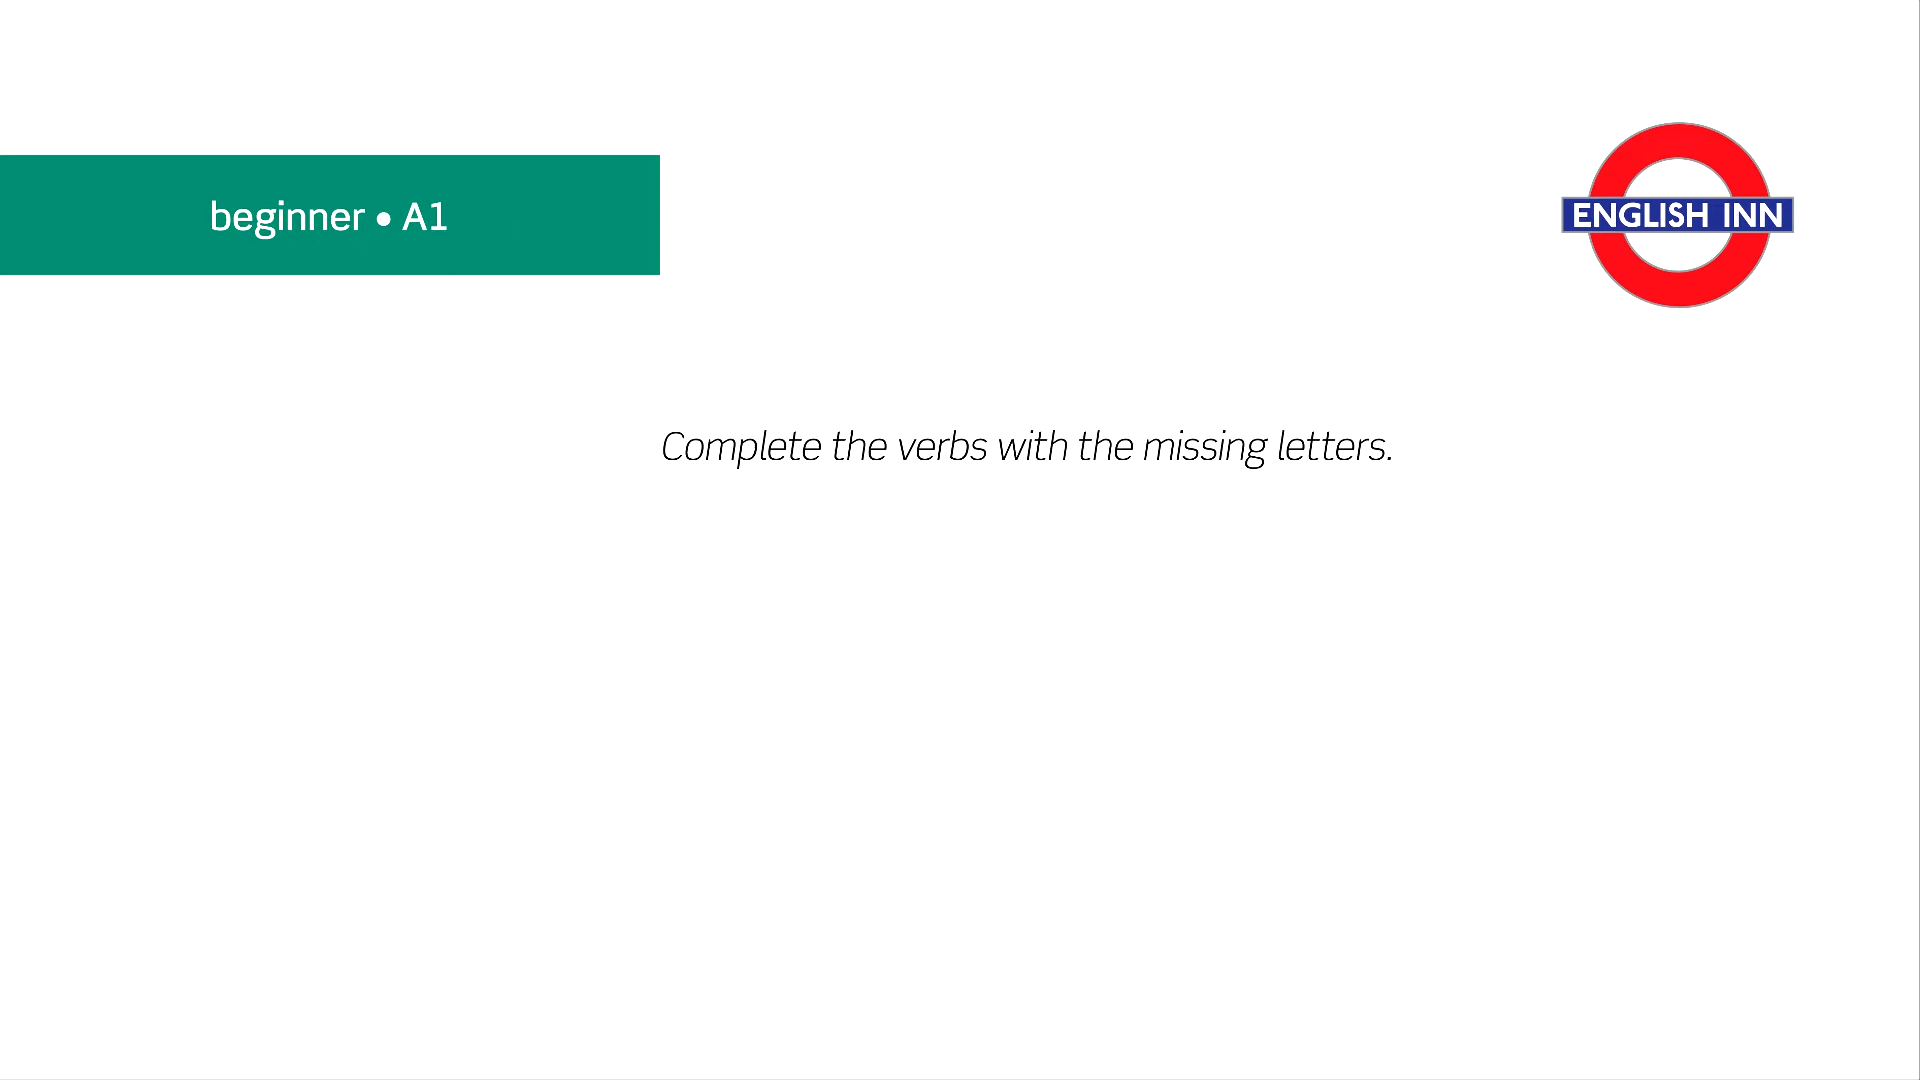 beginner • A1
ENGLISH INN
Complete the verbs with the missing letters.